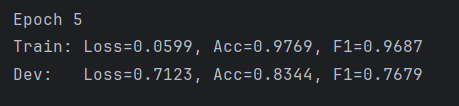 Epoch 5
Train: Loss=0.0599, Acc=0.9769, F1=0.9687
Dev:   Loss=0.7123, Acc=0.8344, F1=0.7679